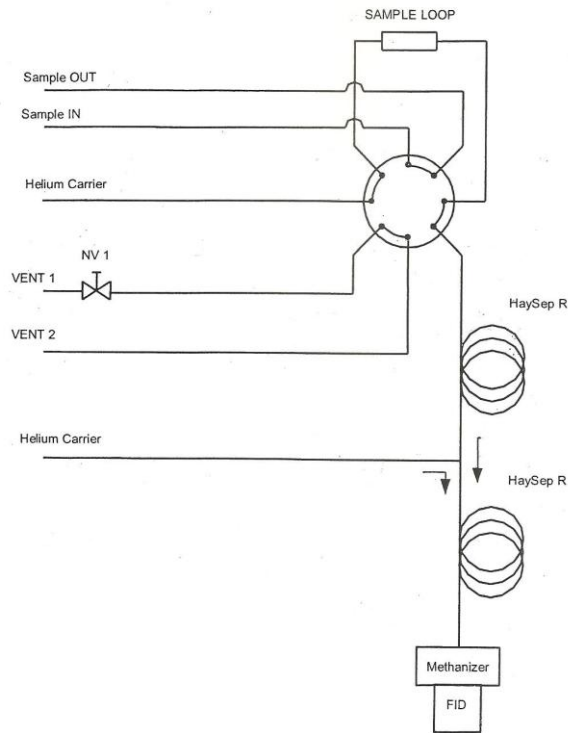 SAMPLE LOOP
Sample OUT
Sample IN
Helium Carrier
NV 1
VENT 1
VENT 2
HaySep R
Helium Carrier
HaySep R
Methanizer
FID